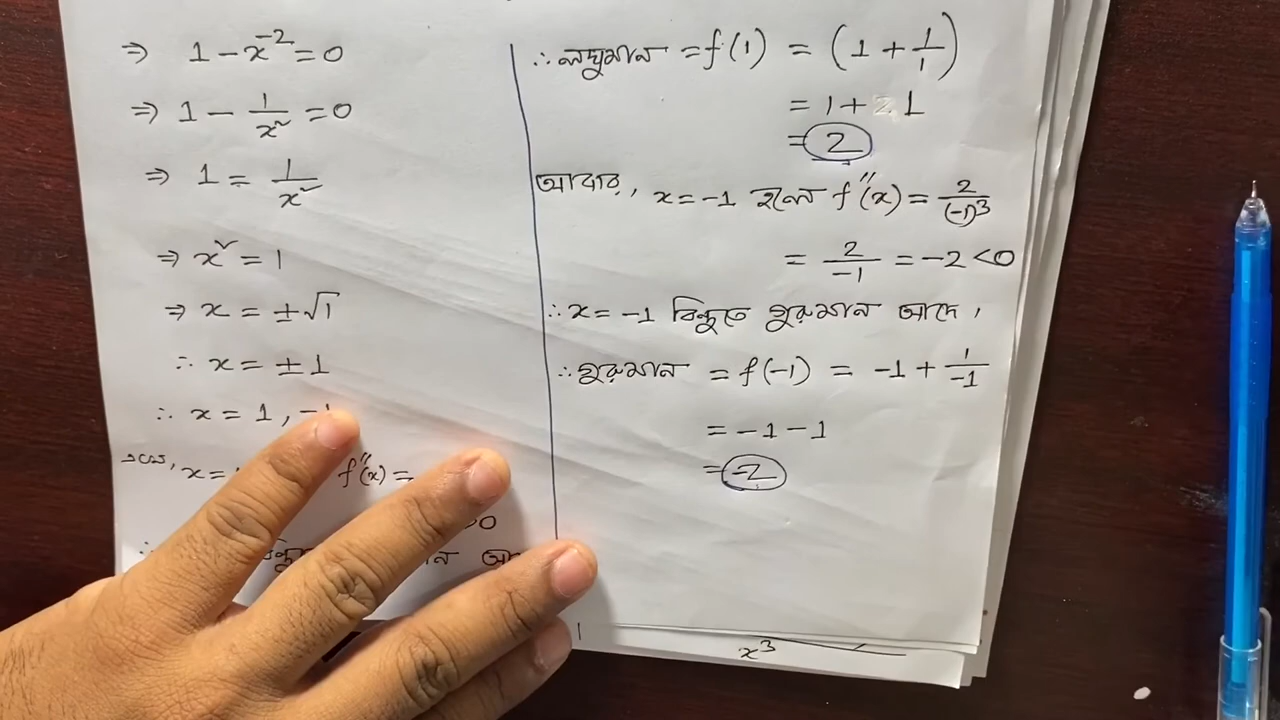 ⇒ 1 - x⁻² = 0
⇒ 1 - 1/x² = 0
⇒ 1 = 1/x²
⇒ x² = 1
⇒ x = ±√1
∴ x = ±1
∴ x = 1, -1
x = f''(x) =
>0
∴
∴ লঘুমান = f(1) = (1 + 1/1)
= 1 + 1
= 2
আবার, x = -1 হলে f''(x) = 2/(-1)³
= 2/-1 = -2 < 0
∴ x = -1 বিন্দুতে গুরুমান আছে।
∴ গুরুমান = f(-1) = -1 + 1/-1
= -1 - 1
= -2
x³